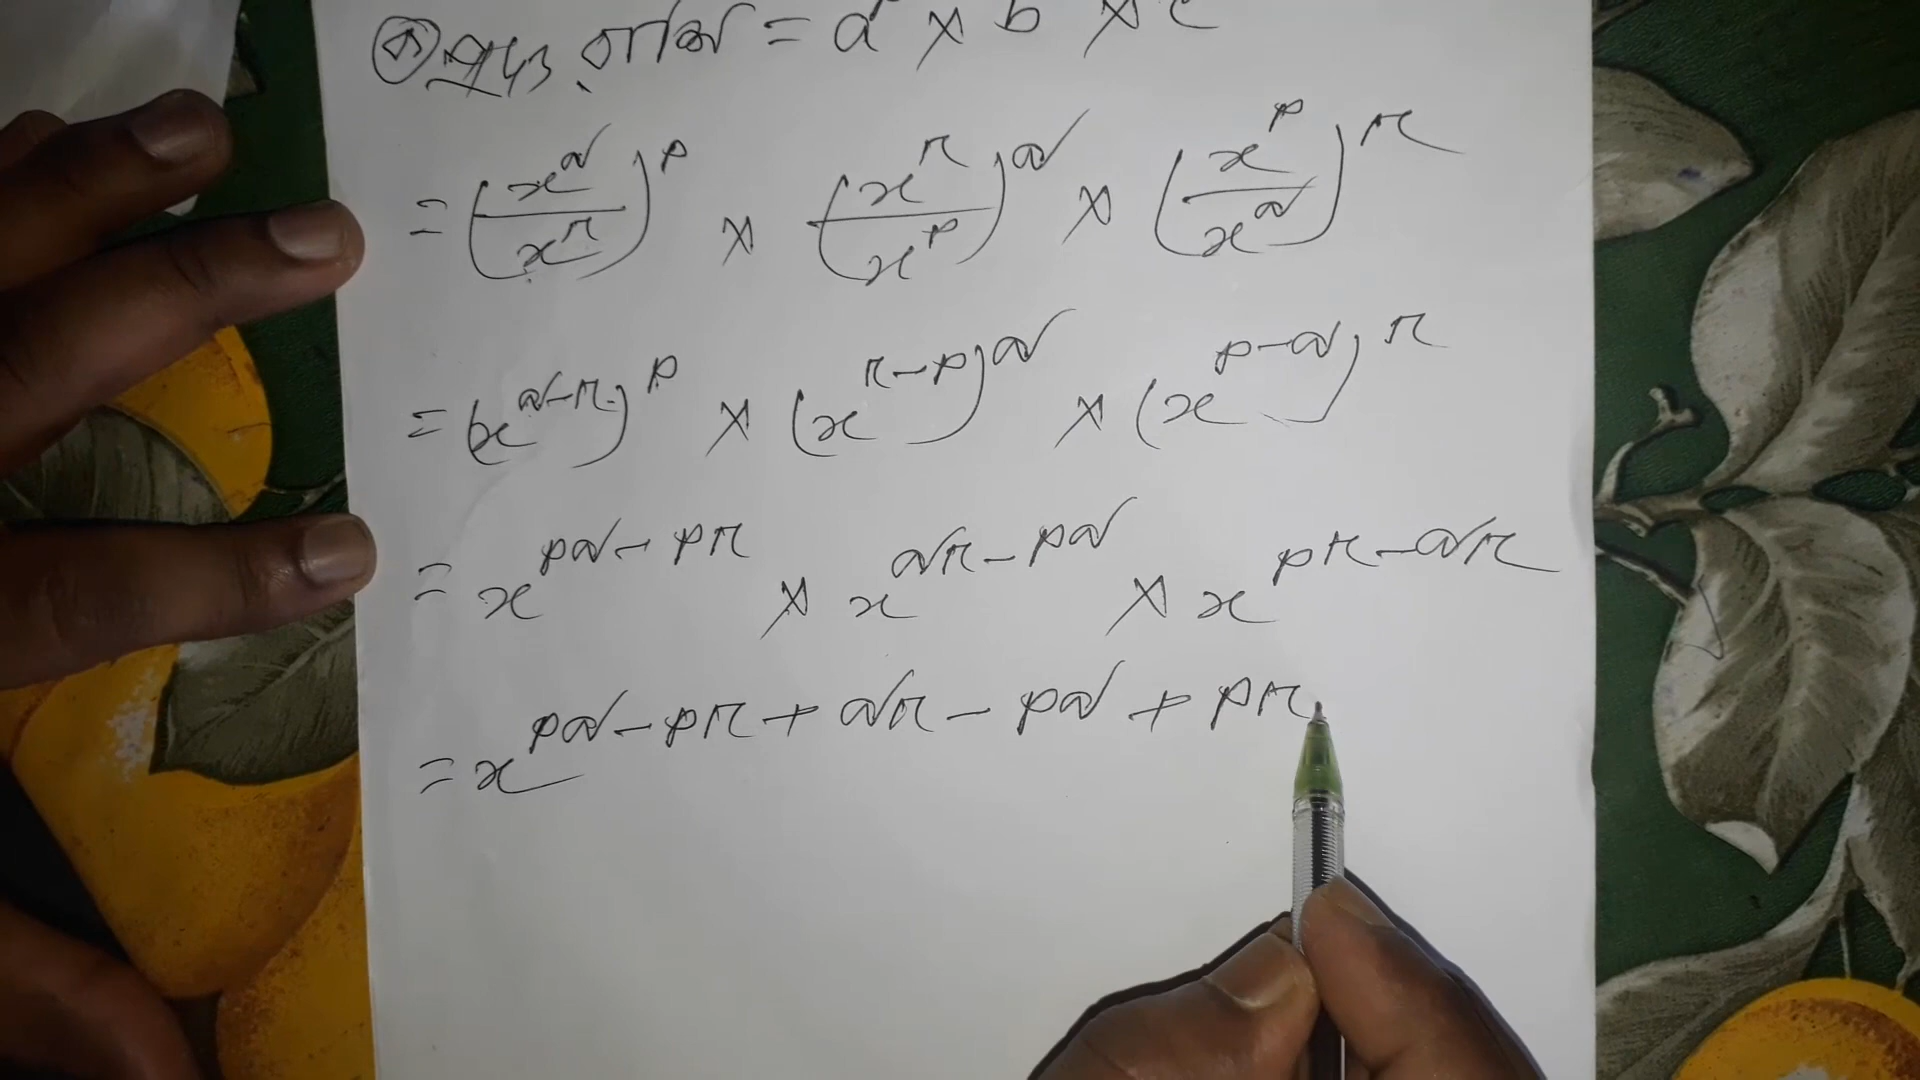 প্রদত্ত রাশি = a × b × c
= (x^q/x^r)^p × (x^r/x^p)^q × (x^p/x^q)^r
= (x^{q-r})^p × (x^{r-p})^q × (x^{p-q})^r
= x^{pq-pr} × x^{qr-pq} × x^{pr-qr}
= x^{pq-pr+qr-pq+pr}